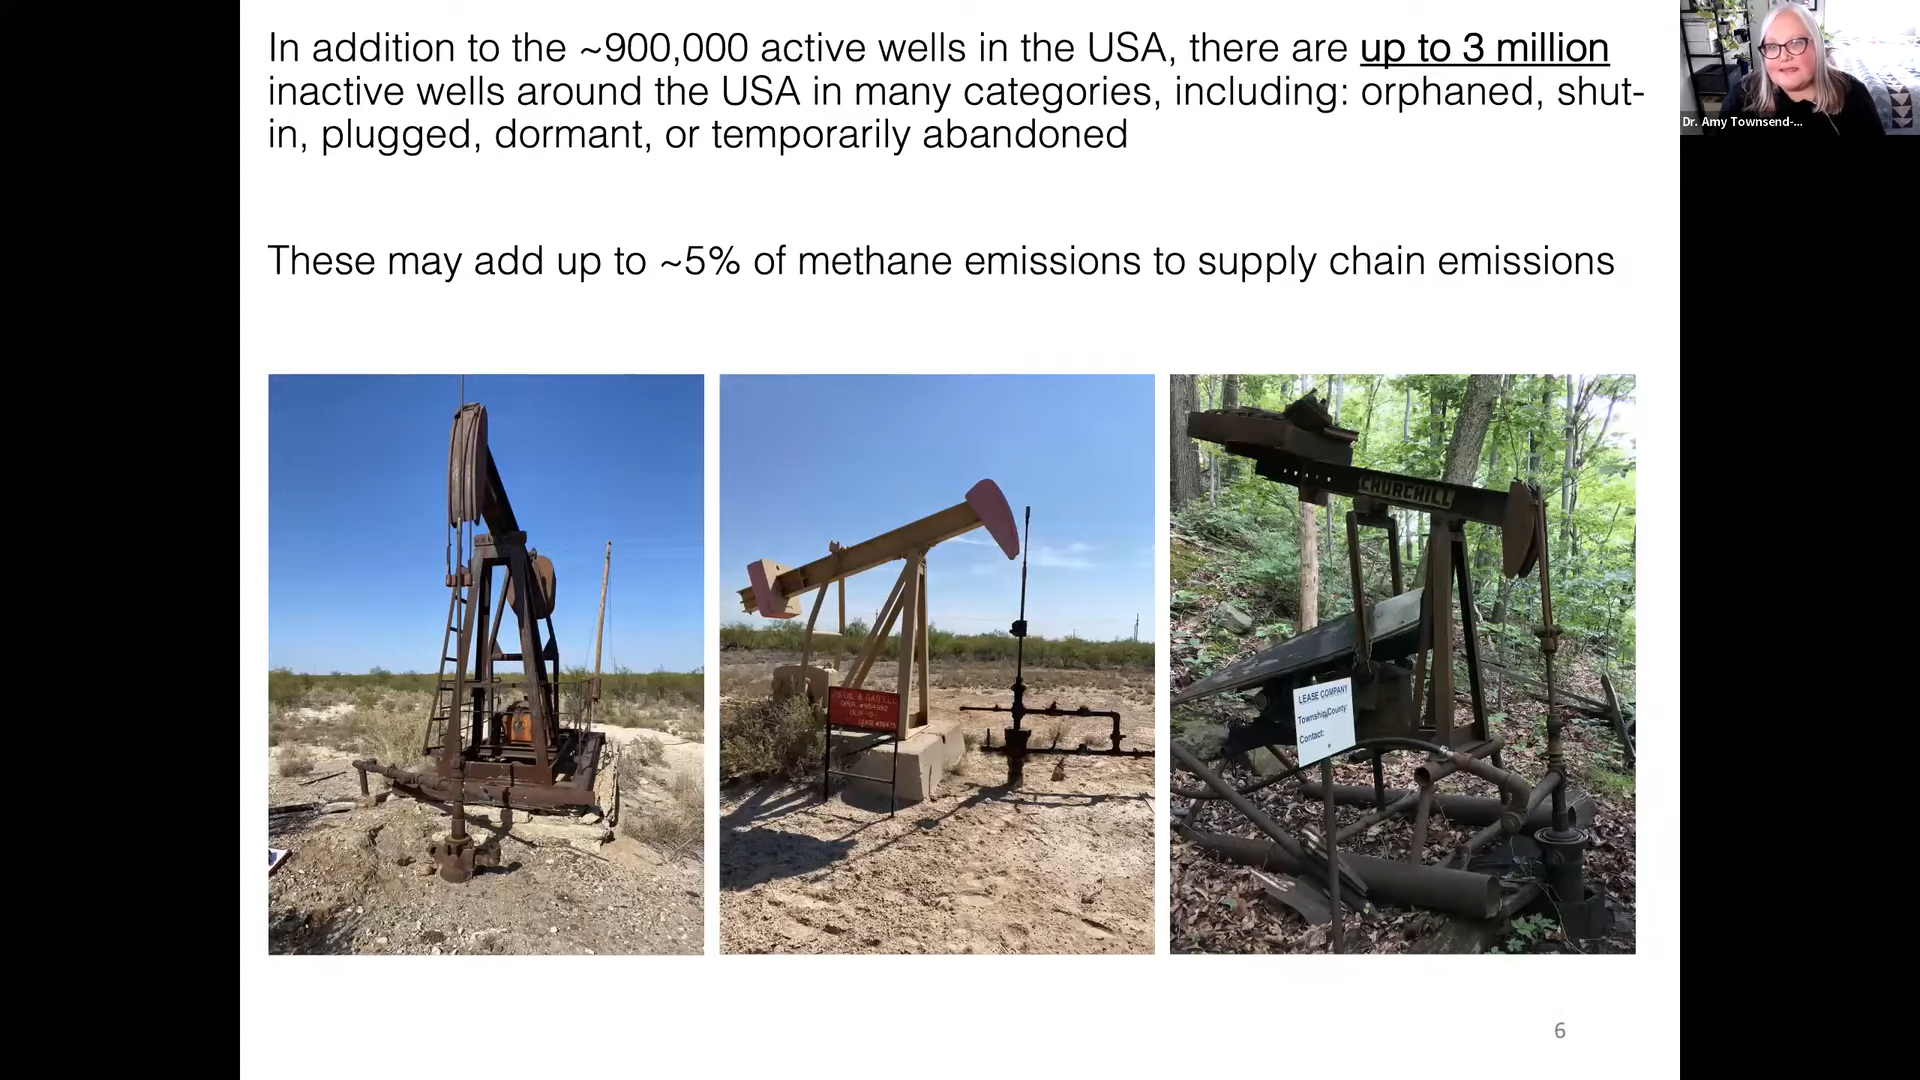 In addition to the ~900,000 active wells in the USA, there are up to 3 million
inactive wells around the USA in many categories, including: orphaned, shut-
in, plugged, dormant, or temporarily abandoned
These may add up to ~5% of methane emissions to supply chain emissions
Dr. Amy Townsend-...
OIL & GAS
LEASE
CHURCHILL
LEASE COMPANY
Township/County:
Contact:
6